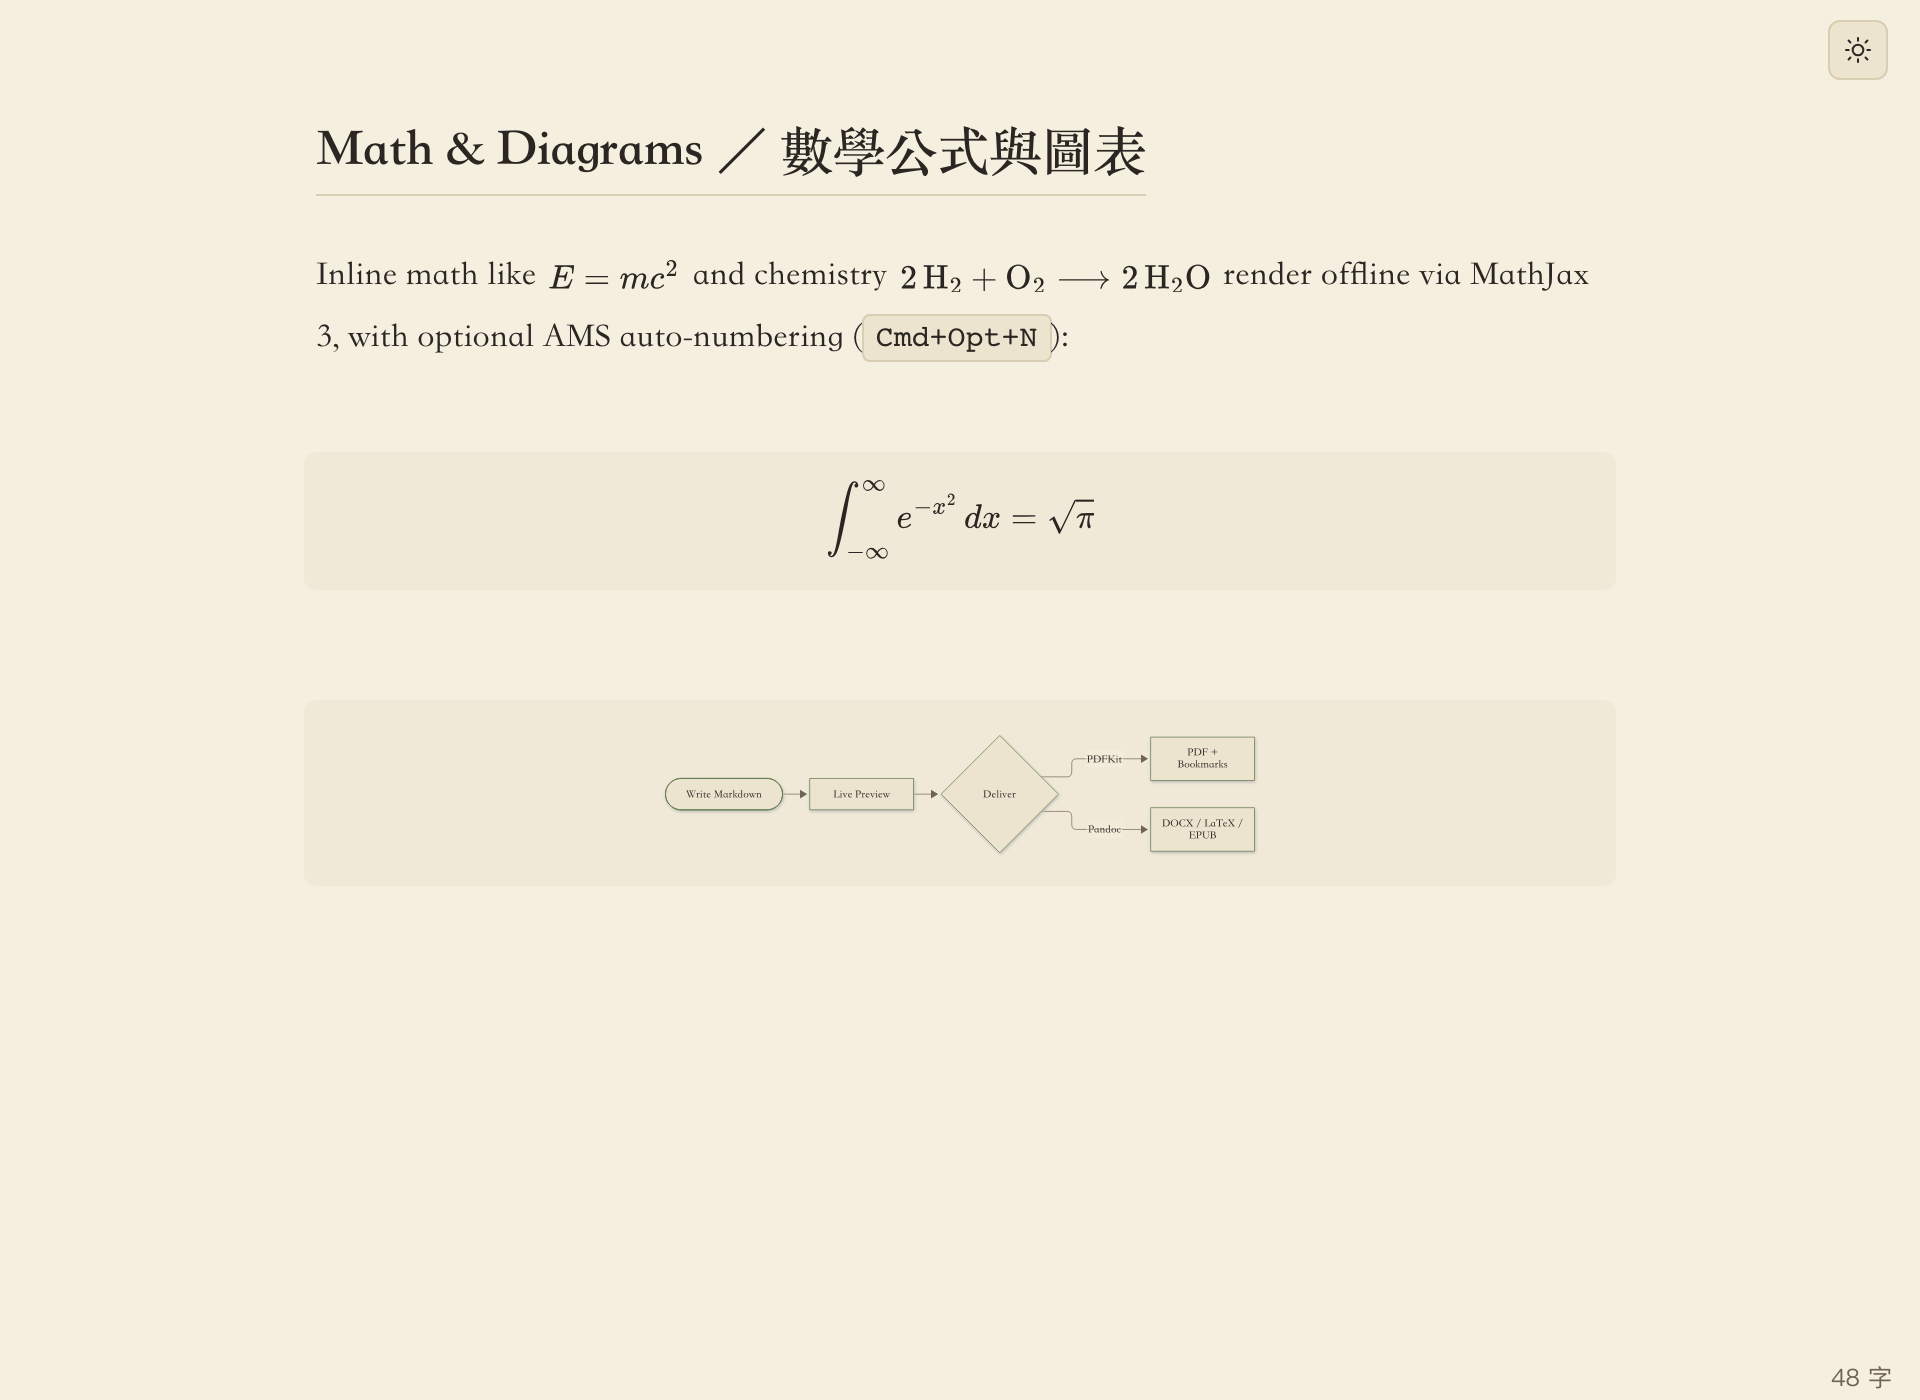 Math & Diagrams ／ 數學公式與圖表
Inline math like E = mc² and chemistry 2 H₂ + O₂ ⟶ 2 H₂O render offline via MathJax
3, with optional AMS auto-numbering (Cmd+Opt+N):
∫_{-∞}^{∞} e^{-x²} dx = √π
Write Markdown
Live Preview
Deliver
PDFKit
PDF +
Bookmarks
Pandoc
DOCX / LaTeX /
EPUB
48 字